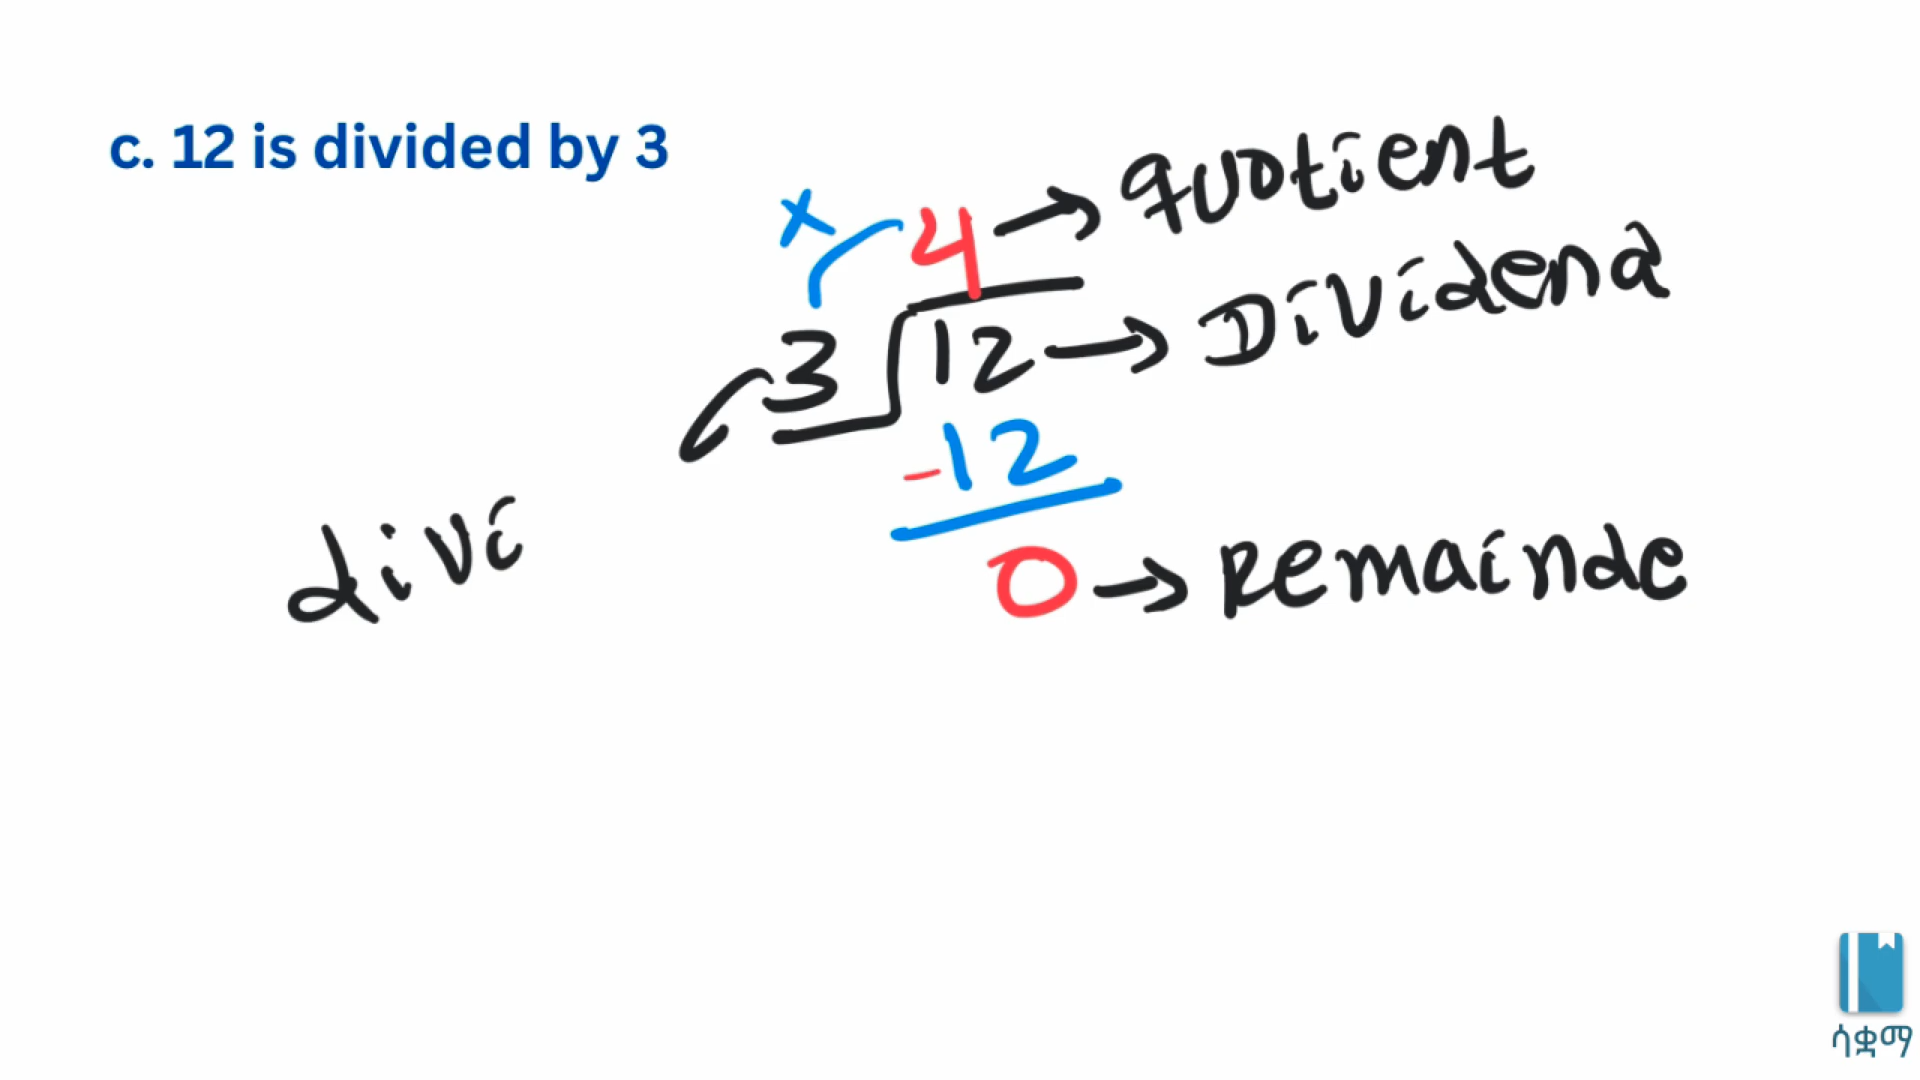 c. 12 is divided by 3
x 4 → quotient
3 12 → Dividend
-12
0 → Remainde
divi
ሳቋማ